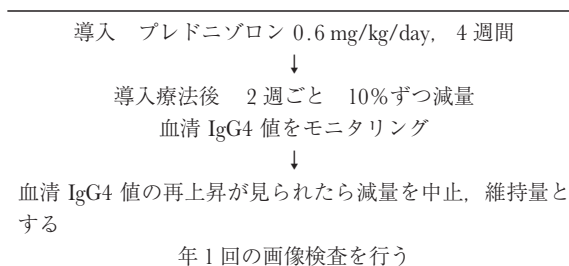 導入　プレドニゾロン 0.6 mg/kg/day,　4 週間
↓
導入療法後　2 週ごと　10%ずつ減量
血清 IgG4 値をモニタリング
↓
血清 IgG4 値の再上昇が見られたら減量を中止，維持量と
する
年 1 回の画像検査を行う